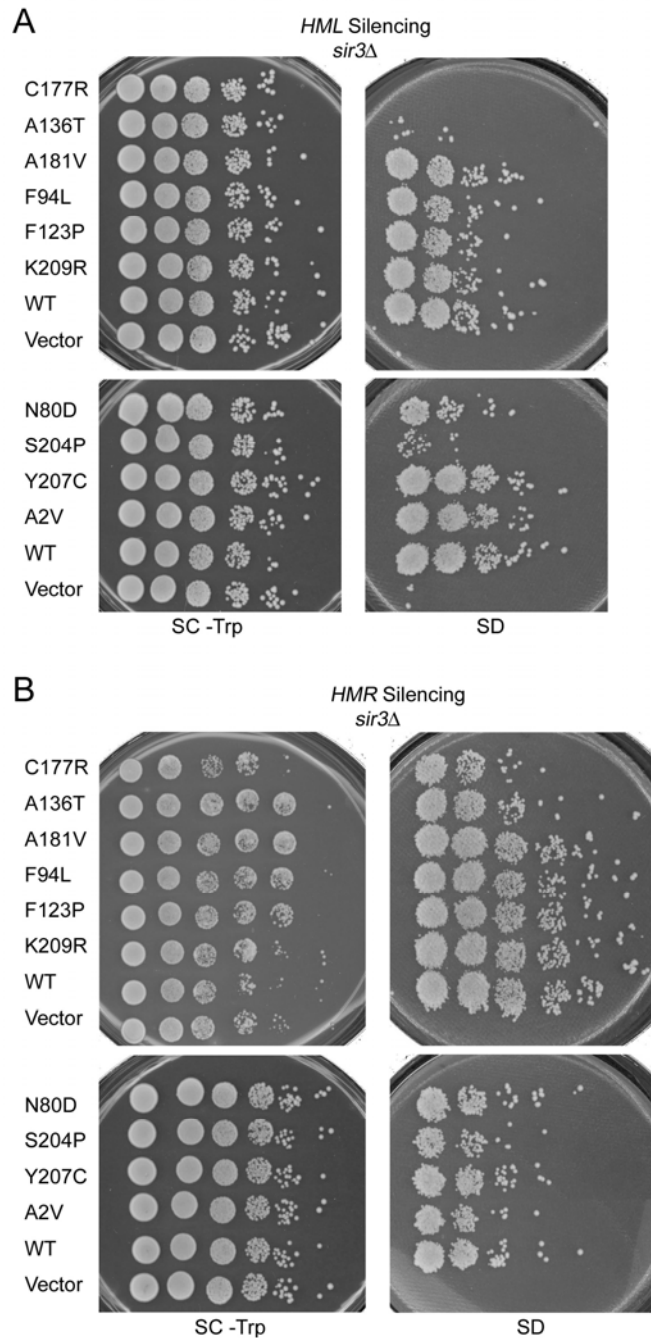 A
HML Silencing
sir3Δ
C177R
A136T
A181V
F94L
F123P
K209R
WT
Vector
N80D
S204P
Y207C
A2V
WT
Vector
SC -Trp
SD
B
HMR Silencing
sir3Δ
C177R
A136T
A181V
F94L
F123P
K209R
WT
Vector
N80D
S204P
Y207C
A2V
WT
Vector
SC -Trp
SD